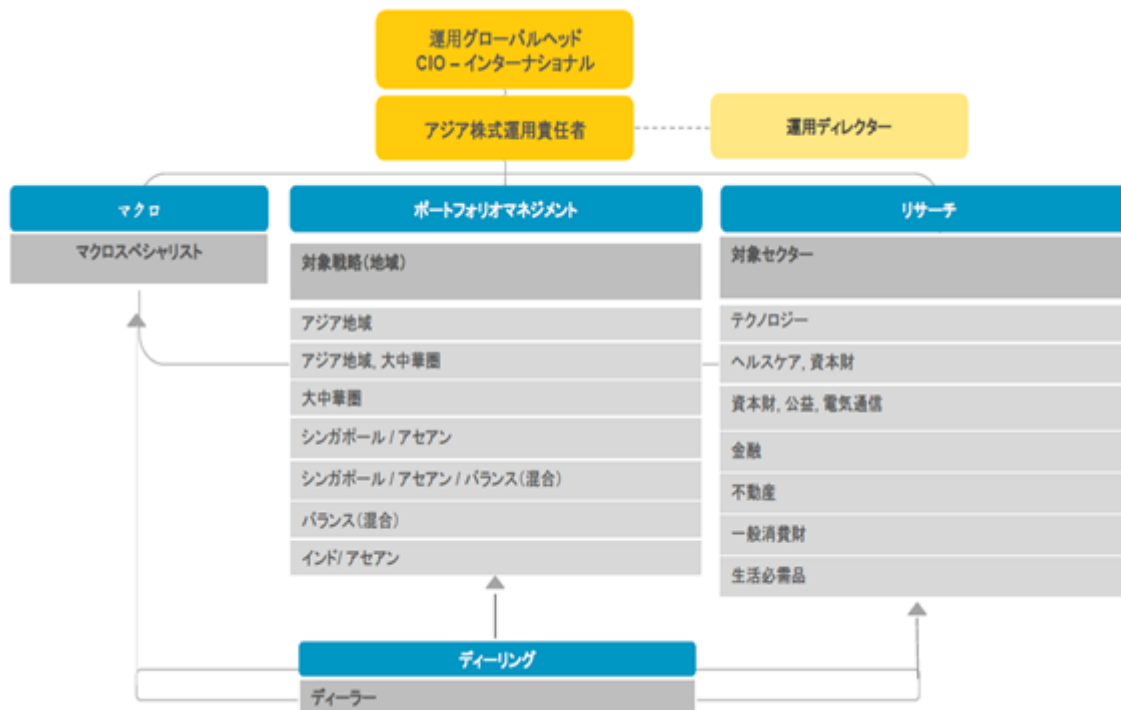 運用グローバルヘッド
CIO – インターナショナル
アジア株式運用責任者
運用ディレクター
マクロ
マクロスペシャリスト
ポートフォリオマネジメント
対象戦略(地域)
アジア地域
アジア地域, 大中華圏
大中華圏
シンガポール / アセアン
シンガポール / アセアン / バランス(混合)
バランス(混合)
インド/ アセアン
リサーチ
対象セクター
テクノロジー
ヘルスケア, 資本財
資本財, 公益, 電気通信
金融
不動産
一般消費財
生活必需品
ディーリング
ディーラー